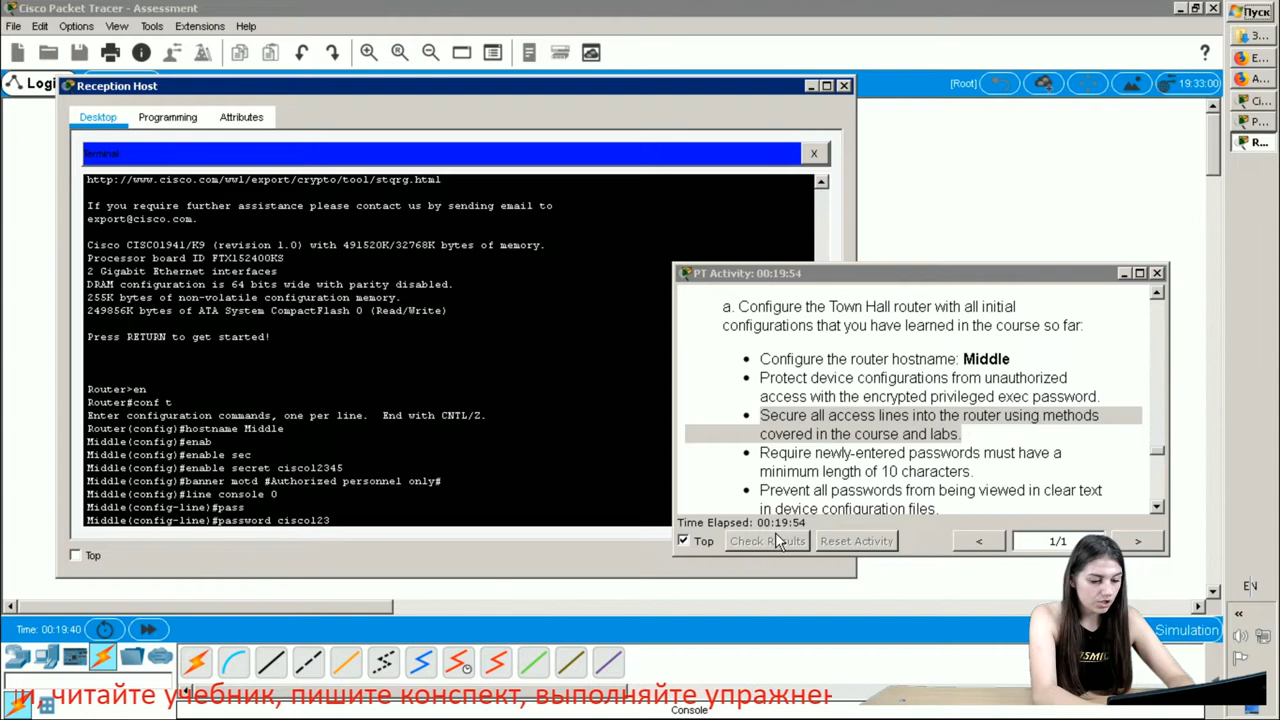 Cisco Packet Tracer - Assessment
File Edit Options View Tools Extensions Help
Logi
[Root]
19:33:00
Reception Host
Desktop Programming Attributes
Terminal
X
http://www.cisco.com/wwl/export/crypto/tool/stqrg.html
If you require further assistance please contact us by sending email to
export@cisco.com.
Cisco CISCO1941/K9 (revision 1.0) with 491520K/32768K bytes of memory.
Processor board ID FTX152400KS
2 Gigabit Ethernet interfaces
DRAM configuration is 64 bits wide with parity disabled.
255K bytes of non-volatile configuration memory.
249856K bytes of ATA System CompactFlash 0 (Read/Write)
Press RETURN to get started!
Router>en
Router#conf t
Enter configuration commands, one per line.  End with CNTL/Z.
Router(config)#hostname Middle
Middle(config)#enab
Middle(config)#enable sec
Middle(config)#enable secret cisco12345
Middle(config)#banner motd #Authorized personnel only#
Middle(config)#line console 0
Middle(config-line)#pass
Middle(config-line)#password cisco123
Top
PT Activity: 00:19:54
a. Configure the Town Hall router with all initial
configurations that you have learned in the course so far:
• Configure the router hostname: Middle
• Protect device configurations from unauthorized
access with the encrypted privileged exec password.
• Secure all access lines into the router using methods
covered in the course and labs.
• Require newly-entered passwords must have a
minimum length of 10 characters.
• Prevent all passwords from being viewed in clear text
in device configuration files.
Time Elapsed: 00:19:54
Top
Check Results
Reset Activity
<
1/1
>
Time: 00:19:40
Simulation
и, читайте учебник, пишите конспект, выполняйте упражнен
Console
Пуск
З...
E...
A...
Ci...
P...
R...
EN